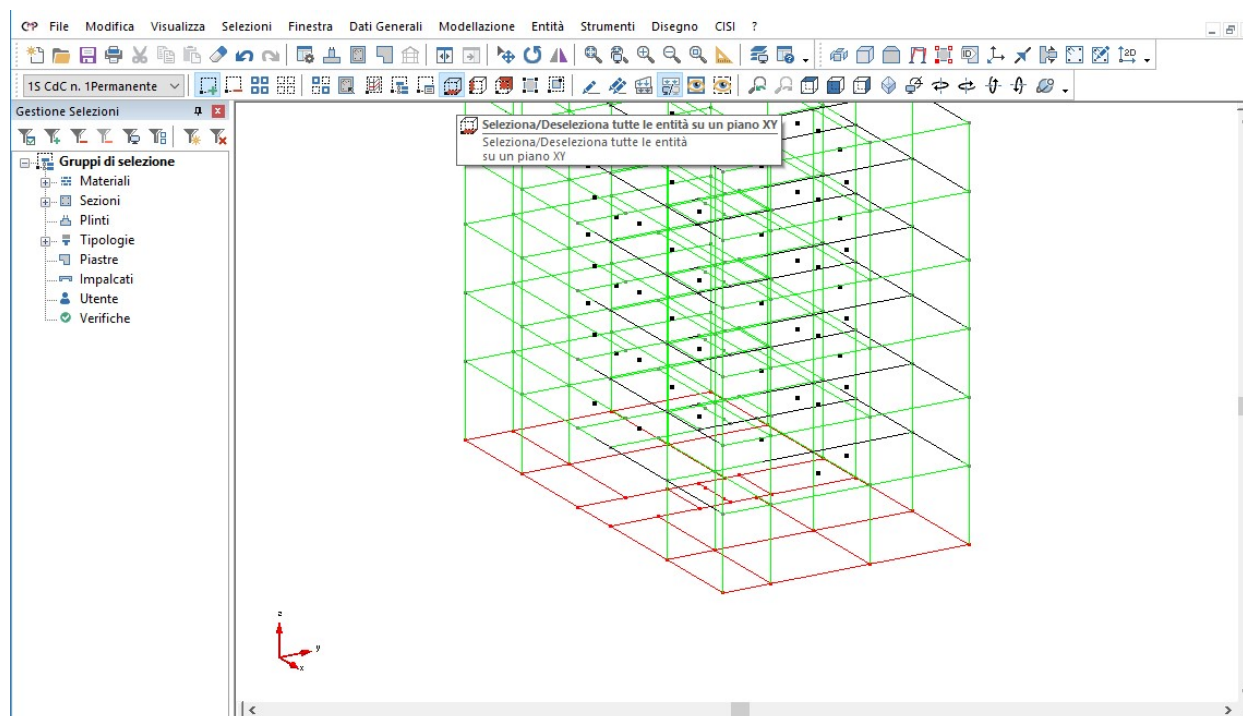 File Modifica Visualizza Selezioni Finestra Dati Generali Modellazione Entità Strumenti Disegno CISI ?
1S CdC n. 1Permanente
Gestione Selezioni
Seleziona/Deseleziona tutte le entità su un piano XY
Seleziona/Deseleziona tutte le entità
su un piano XY
Gruppi di selezione
Materiali
Sezioni
Plinti
Tipologie
Piastre
Impalcati
Utente
Verifiche
z
y
x